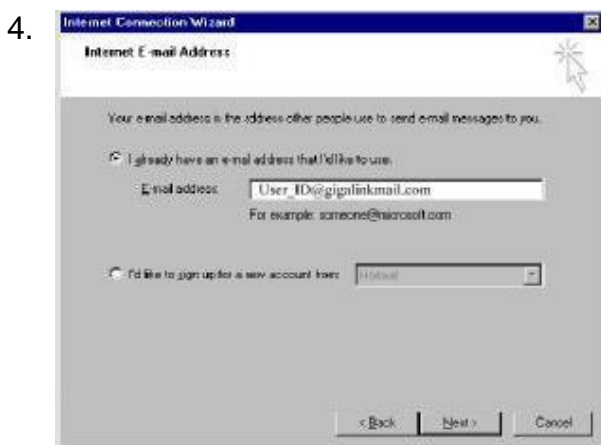 4.
Internet Connection Wizard
Internet E-mail Address
Your e-mail address is the address other people use to send e-mail messages to you.
I already have an e-mail address that I'd like to use.
E-mail address: User_ID@gigalinkmail.com
For example: someone@microsoft.com
I'd like to sign up for a new account from: Hotmail
< Back Next > Cancel